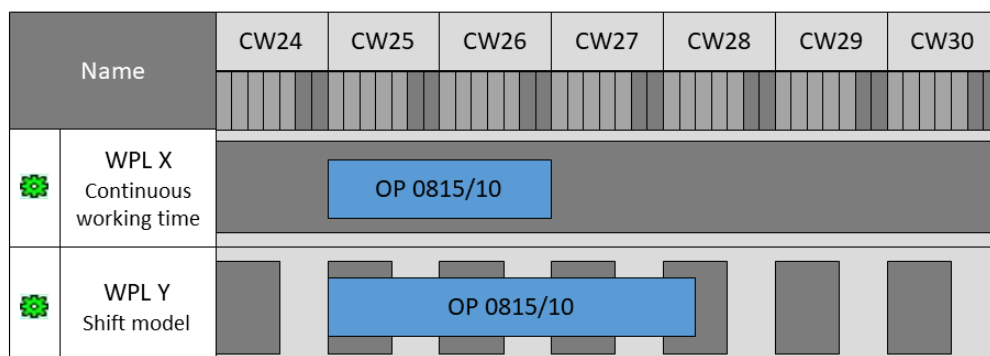 Name
CW24 CW25 CW26 CW27 CW28 CW29 CW30
WPL X
Continuous
working time
OP 0815/10
WPL Y
Shift model
OP 0815/10